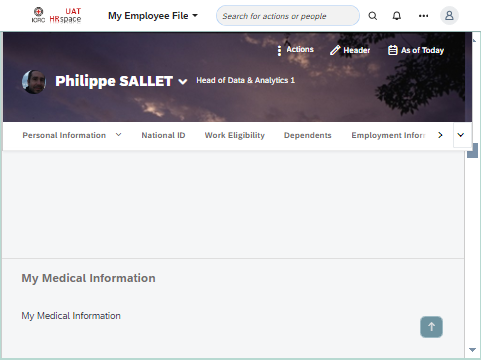 ICRC
UAT
HRspace
My Employee File
Search for actions or people
Actions
Header
As of Today
Philippe SALLET
Head of Data & Analytics 1
Personal Information
National ID
Work Eligibility
Dependents
Employment Infor
My Medical Information
My Medical Information